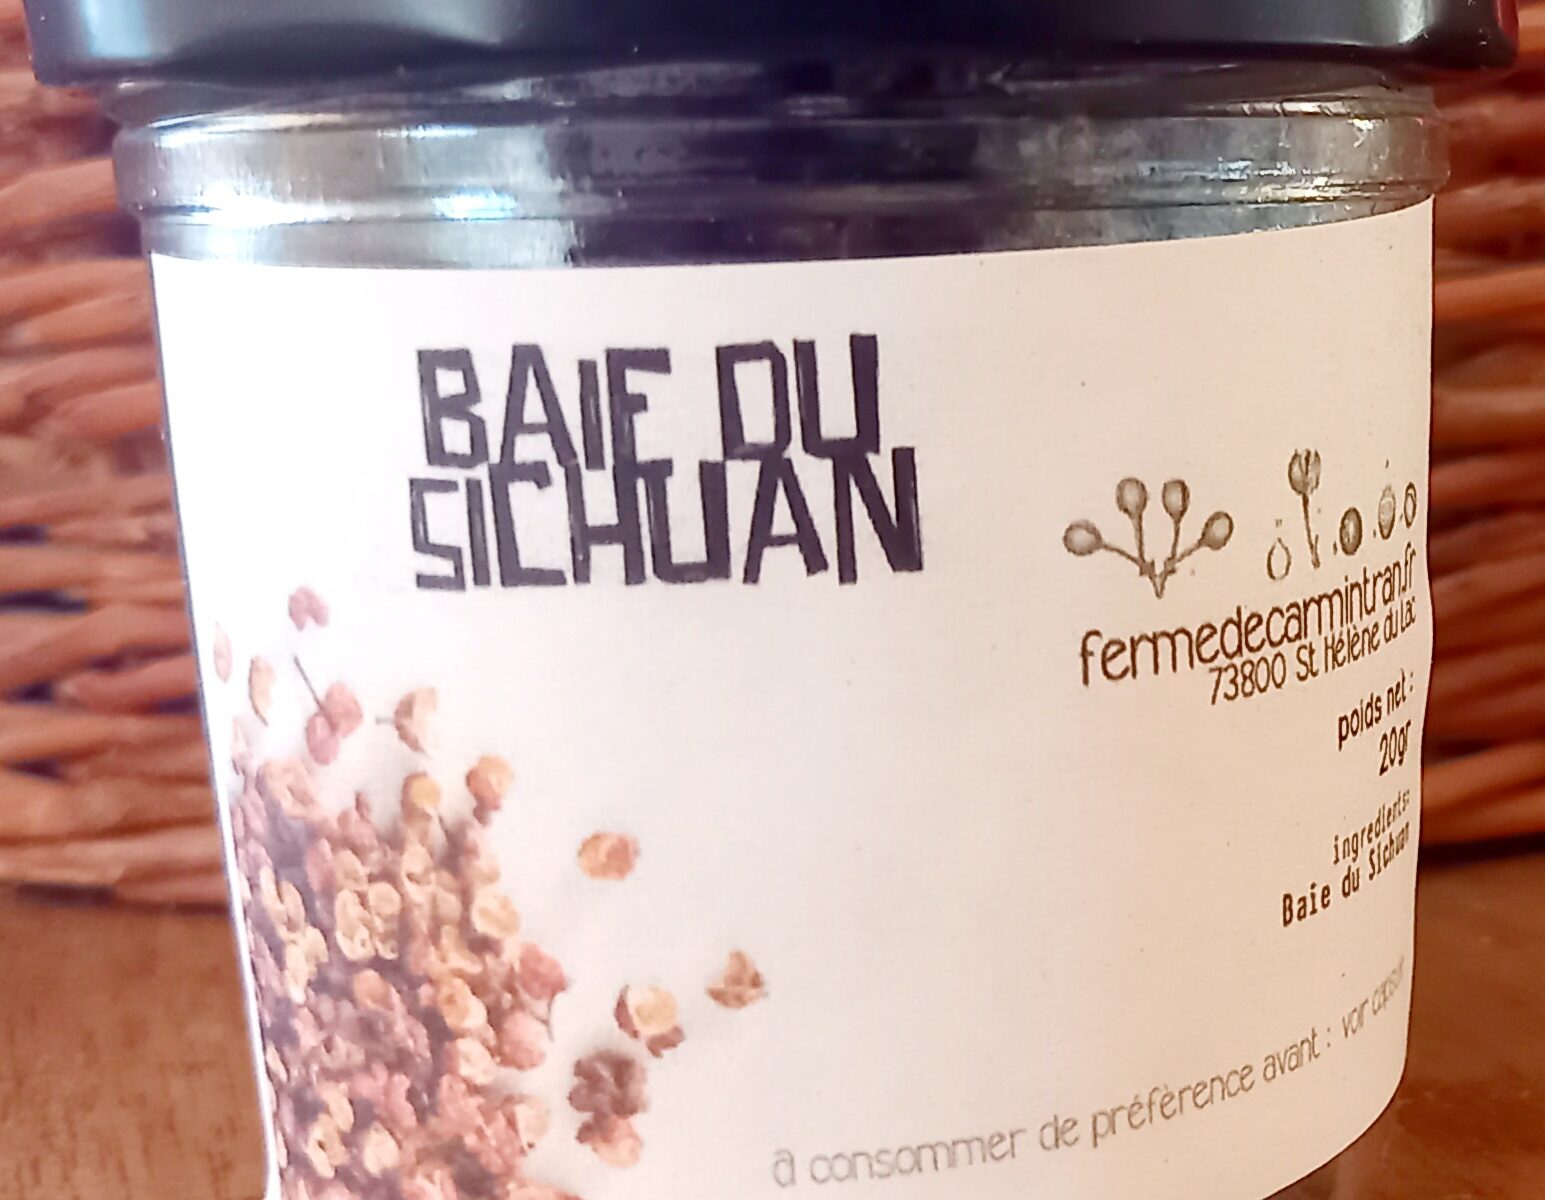 BAIE DU
SICHUAN
fermedecarmintran.fr
73800 St Hélène du Lac
poids net :
20gr
ingredients:
Baie du Sichuan
à consommer de préférence avant : voir capsule